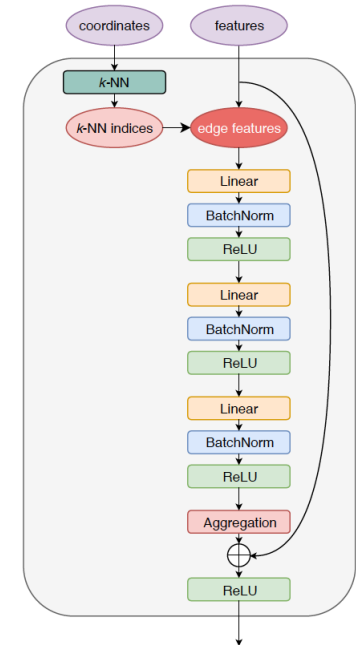 coordinates
features
k-NN
k-NN indices
edge features
Linear
BatchNorm
ReLU
Linear
BatchNorm
ReLU
Linear
BatchNorm
ReLU
Aggregation
ReLU